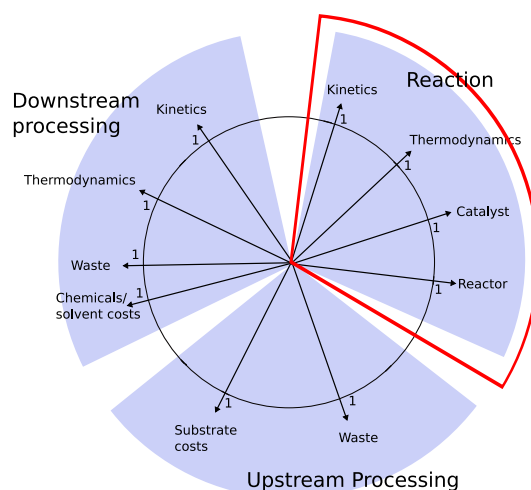 Reaction
Kinetics
1
Thermodynamics
1
Catalyst
1
Reactor
1
Downstream
processing
Kinetics
1
Thermodynamics
1
Waste
1
Chemicals/
solvent costs
1
Substrate
costs
1
Waste
1
Upstream Processing